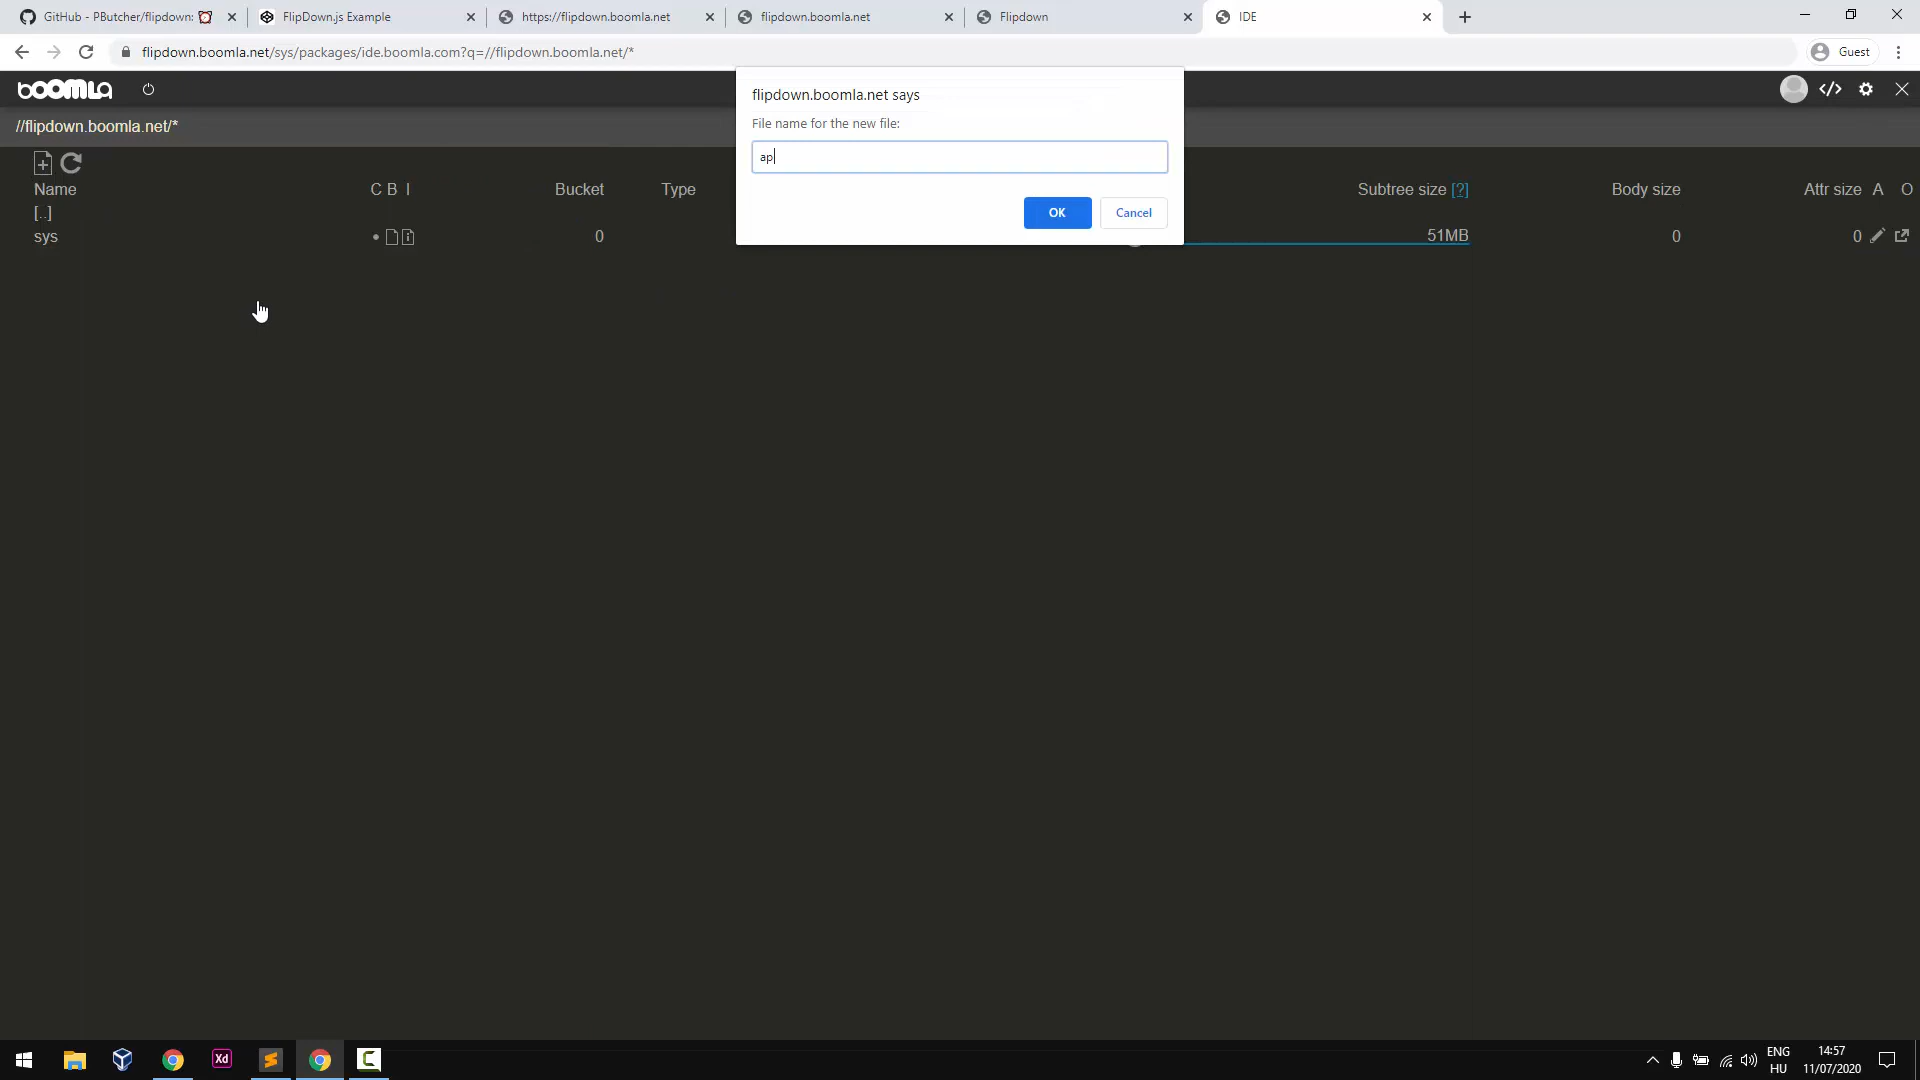 GitHub - PButcher/flipdown:
FlipDown.js Example
https://flipdown.boomla.net
flipdown.boomla.net
Flipdown
IDE
flipdown.boomla.net/sys/packages/ide.boomla.com?q=//flipdown.boomla.net/*
Guest
boomla
//flipdown.boomla.net/*
flipdown.boomla.net says
File name for the new file:
ap
OK
Cancel
Name
C B I
Bucket
Type
Subtree size [?]
Body size
Attr size
A
O
[..]
sys
0
51MB
0
0
Xd
ENG
HU
14:57
11/07/2020